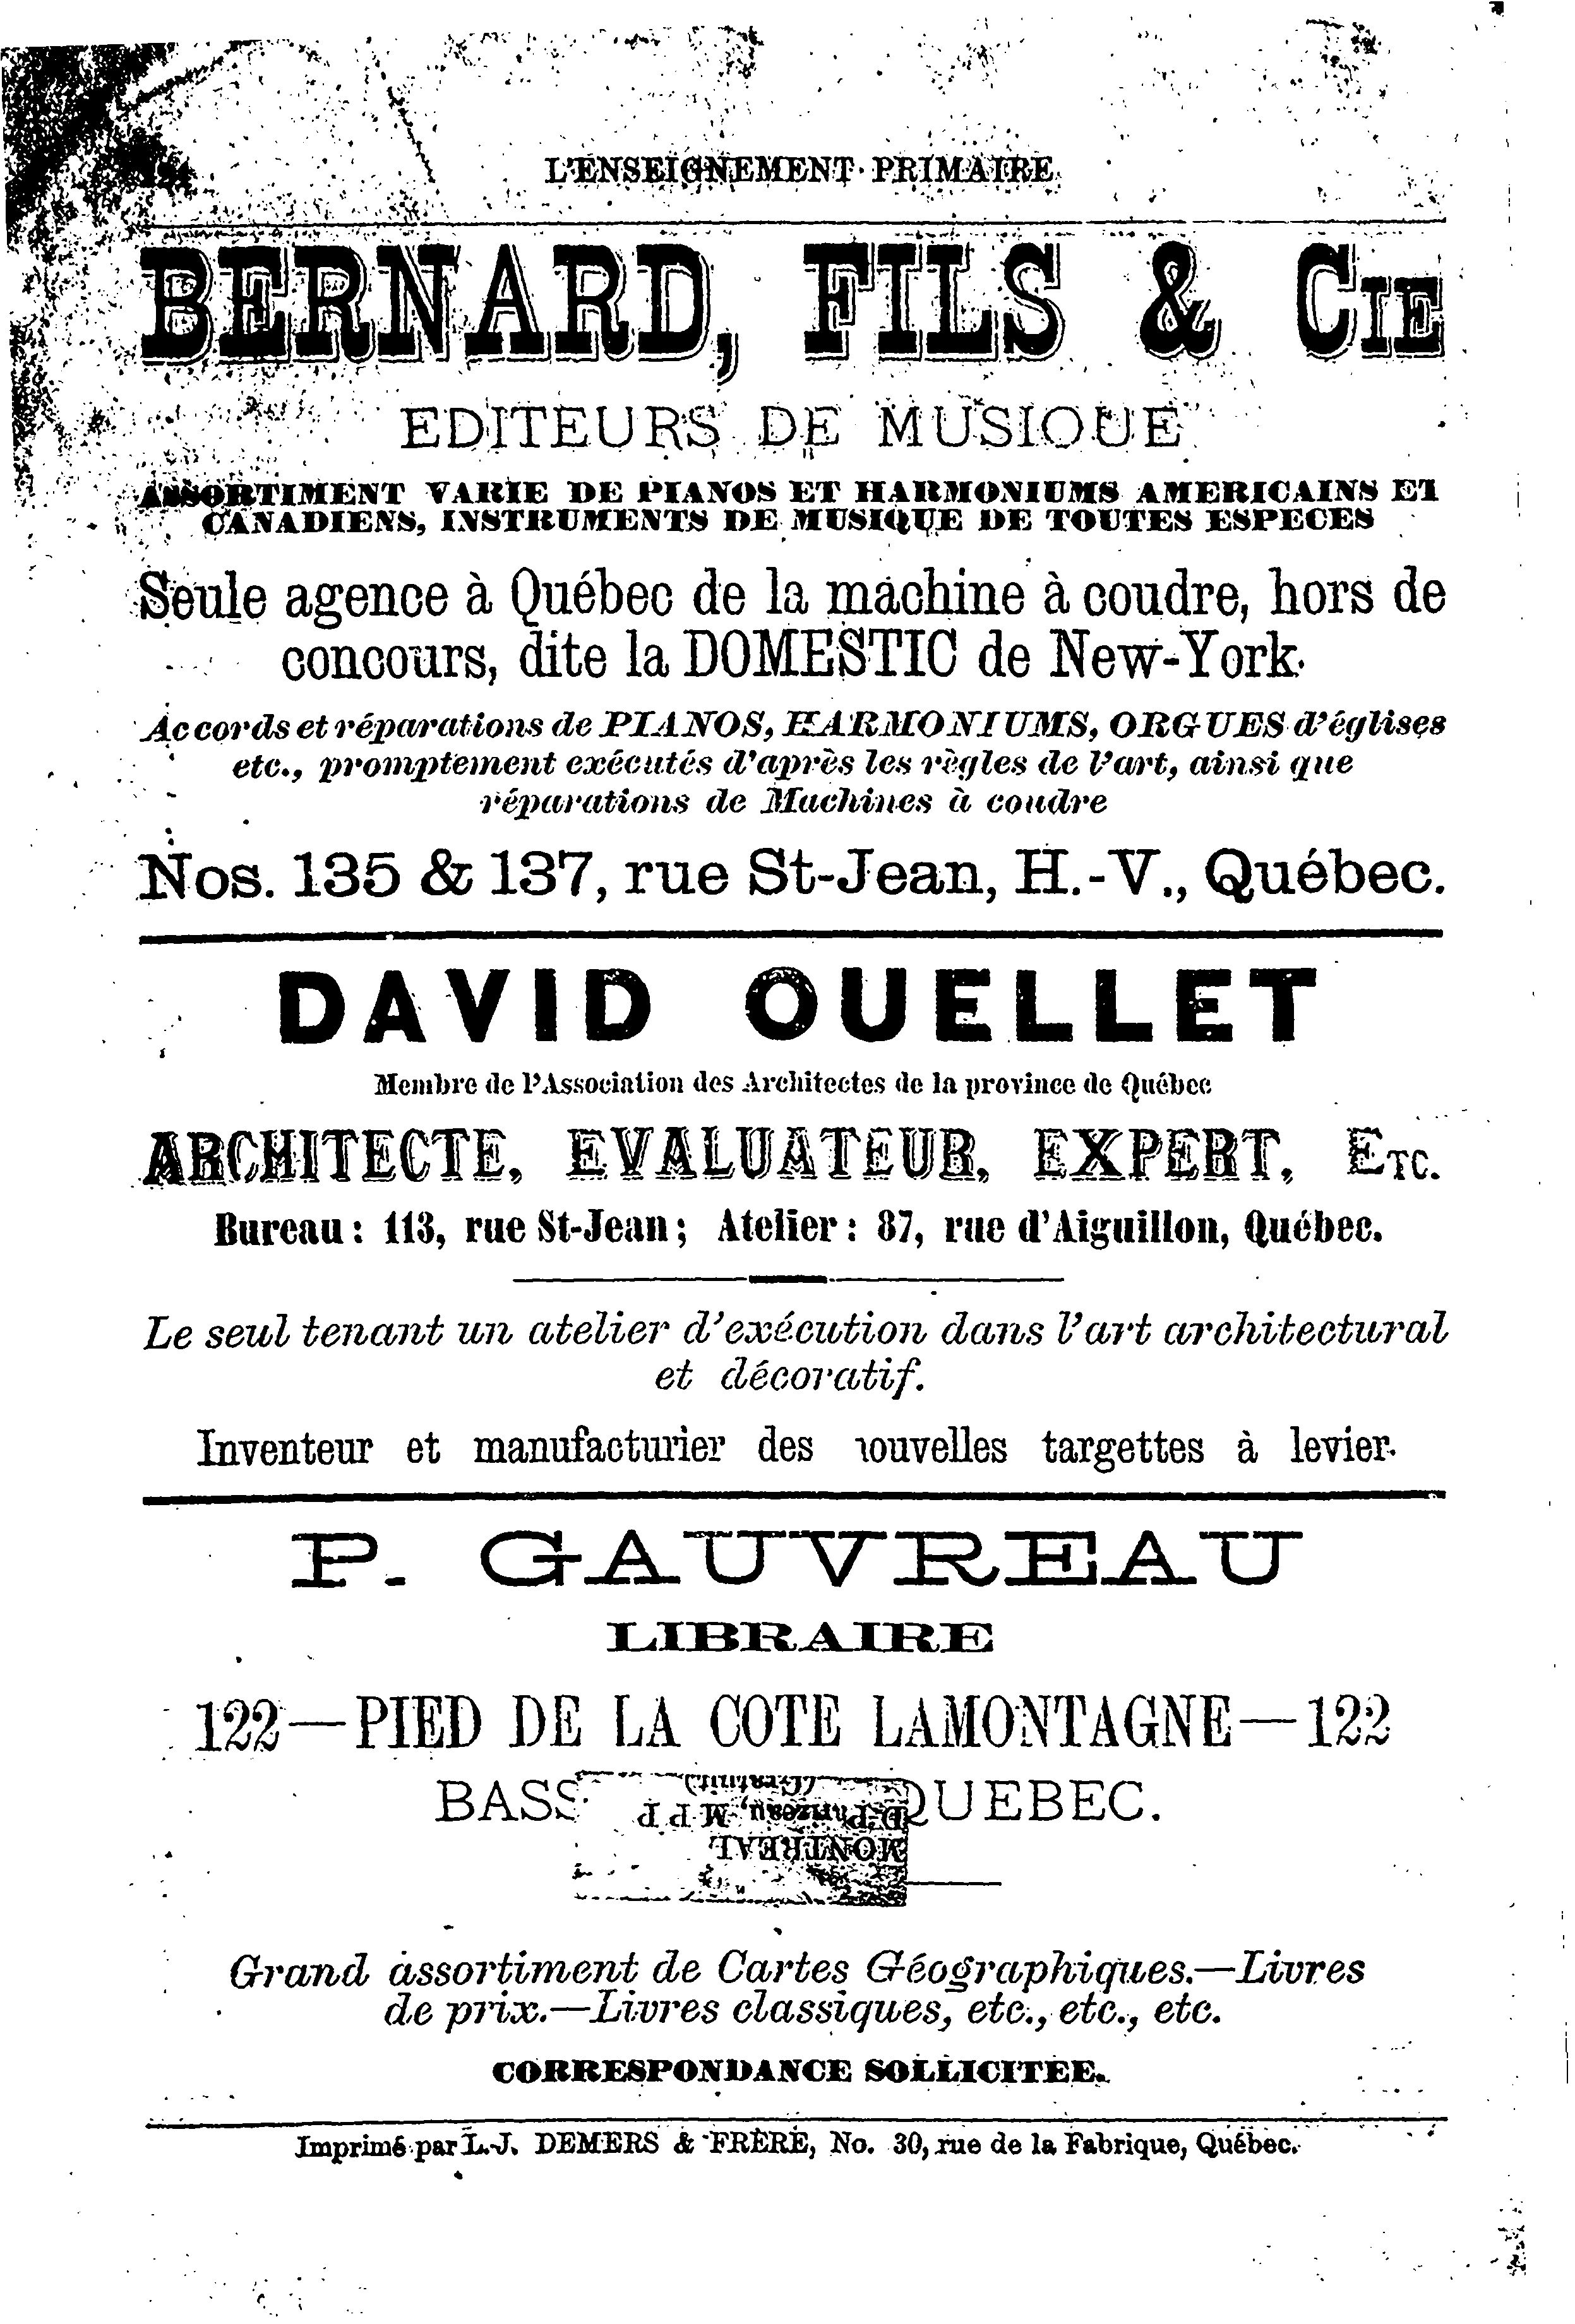 L'ENSEIGNEMENT PRIMAIRE
BERNARD, FILS & CIE
EDITEURS DE MUSIQUE
ASSORTIMENT VARIE DE PIANOS ET HARMONIUMS AMERICAINS ET
CANADIENS, INSTRUMENTS DE MUSIQUE DE TOUTES ESPECES
Seule agence à Québec de la machine à coudre, hors de
concours, dite la DOMESTIC de New-York.
Accords et réparations de PIANOS, HARMONIUMS, ORGUES d'églises
etc., promptement exécutés d'après les règles de l'art, ainsi que
réparations de Machines à coudre
Nos. 135 & 137, rue St-Jean, H.-V., Québec.
DAVID OUELLET
Membre de l'Association des Architectes de la province de Québec
ARCHITECTE, EVALUATEUR, EXPERT, ETC.
Bureau : 113, rue St-Jean ; Atelier : 87, rue d'Aiguillon, Québec.
Le seul tenant un atelier d'exécution dans l'art architectural
et décoratif.
Inventeur et manufacturier des nouvelles targettes à levier.
P. GAUVREAU
LIBRAIRE
122—PIED DE LA COTE LAMONTAGNE—122
BASS QUEBEC.
MONTREAL
D Parizeau, M P P
(Gratuit)
Grand assortiment de Cartes Géographiques.—Livres
de prix.—Livres classiques, etc., etc., etc.
CORRESPONDANCE SOLLICITEE.
Imprimé par L.-J. DEMERS & FRÈRE, No. 30, rue de la Fabrique, Québec.